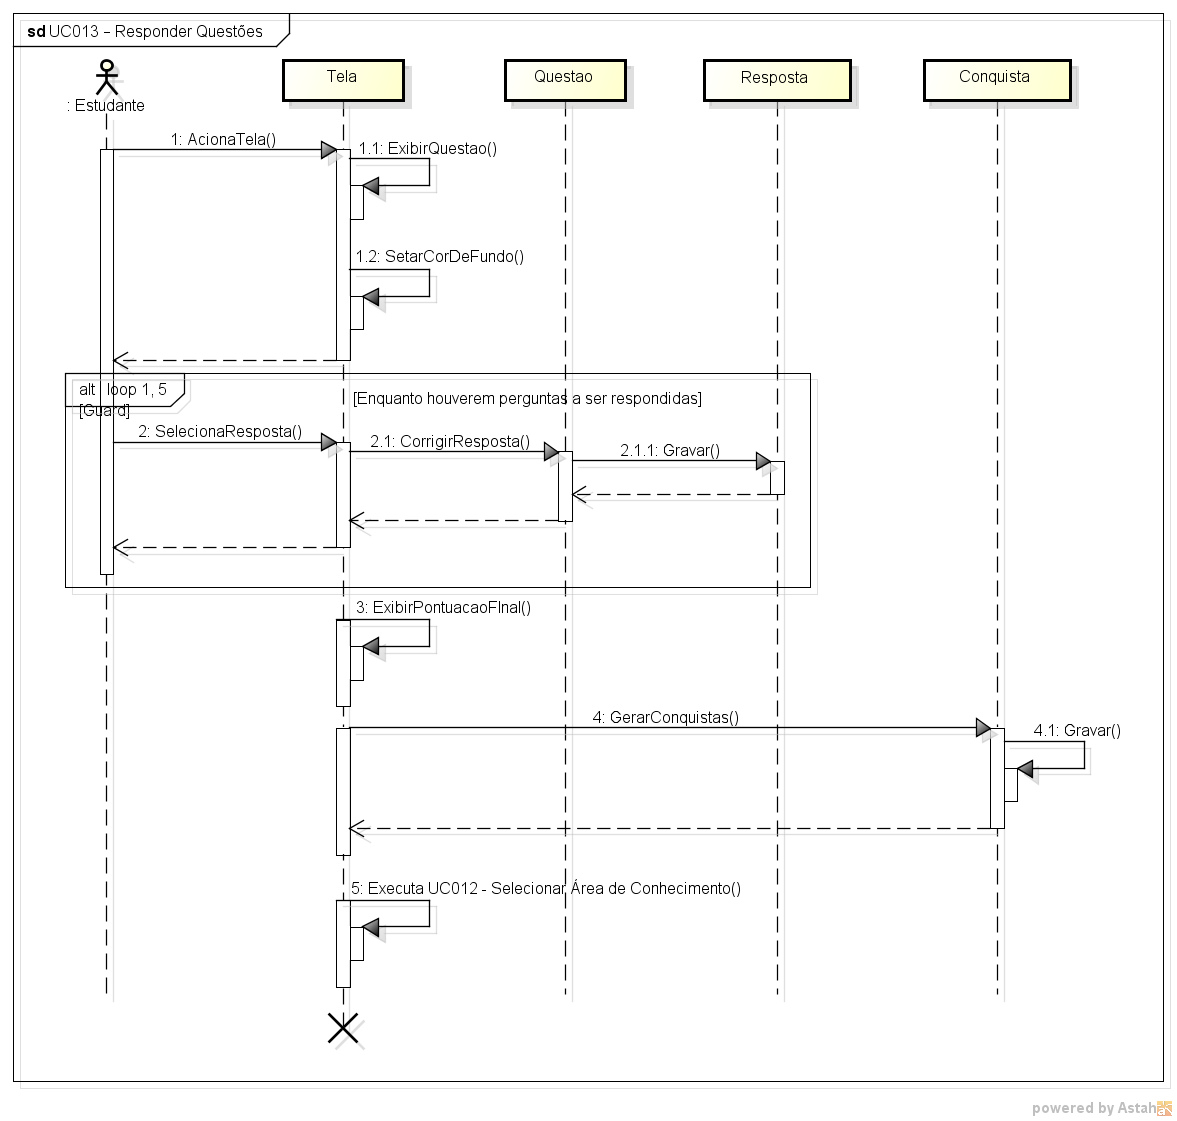 sd UC013 - Responder Questões
: Estudante
Tela
Questao
Resposta
Conquista
1: AcionaTela()
1.1: ExibirQuestao()
1.2: SetarCorDeFundo()
alt loop 1, 5
[Enquanto houverem perguntas a ser respondidas]
[Guard]
2: SelecionaResposta()
2.1: CorrigirResposta()
2.1.1: Gravar()
3: ExibirPontuacaoFInal()
4: GerarConquistas()
4.1: Gravar()
5: Executa UC012 - Selecionar Área de Conhecimento()
powered by Astah